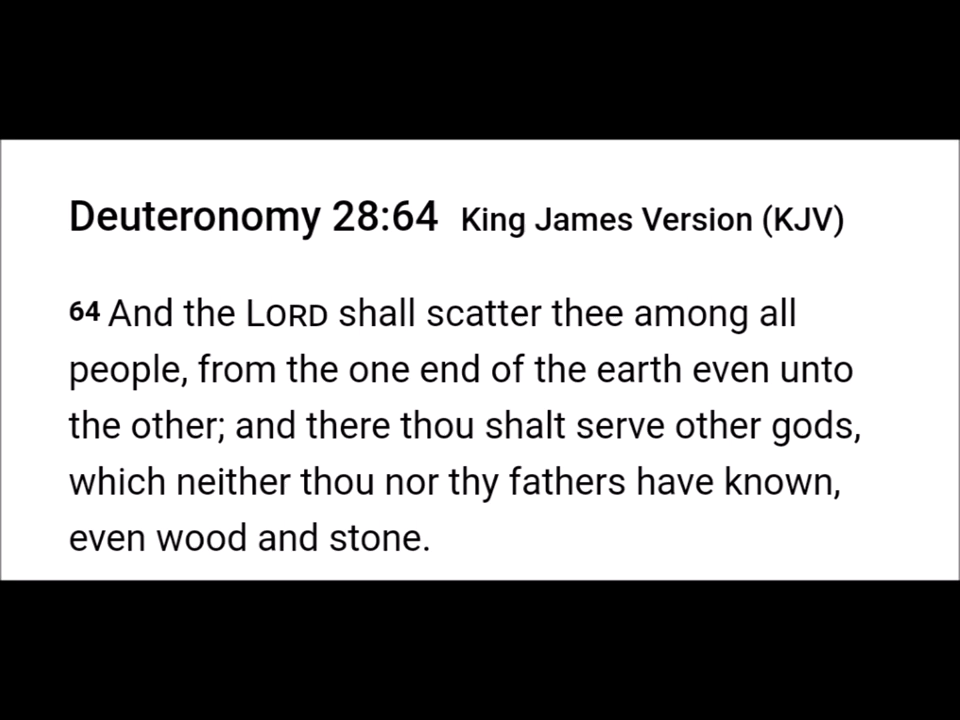 Deuteronomy 28:64 King James Version (KJV)
64 And the LORD shall scatter thee among all
people, from the one end of the earth even unto
the other; and there thou shalt serve other gods,
which neither thou nor thy fathers have known,
even wood and stone.